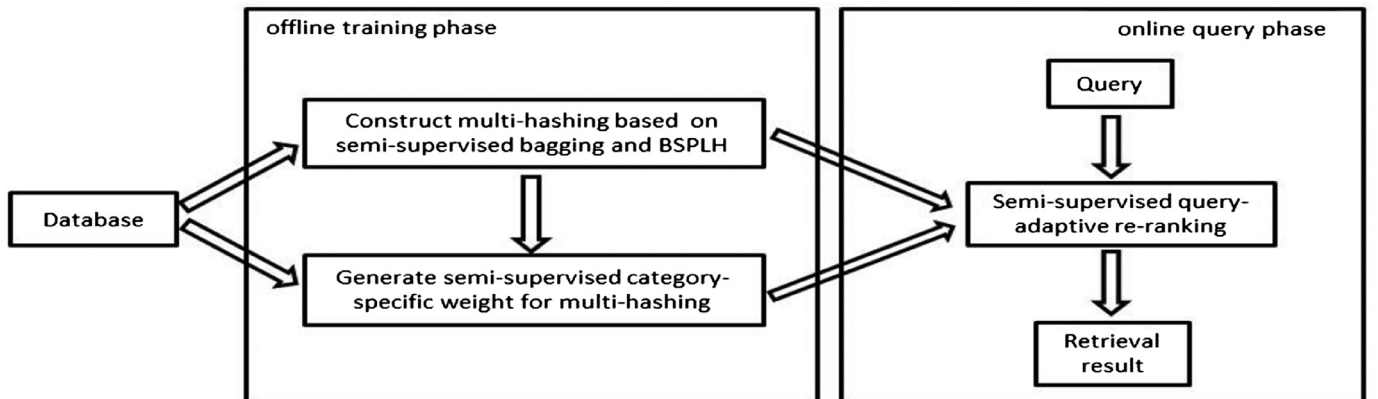 offline training phase
online query phase
Query
Construct multi-hashing based on
semi-supervised bagging and BSPLH
Database
Semi-supervised query-
adaptive re-ranking
Generate semi-supervised category-
specific weight for multi-hashing
Retrieval
result